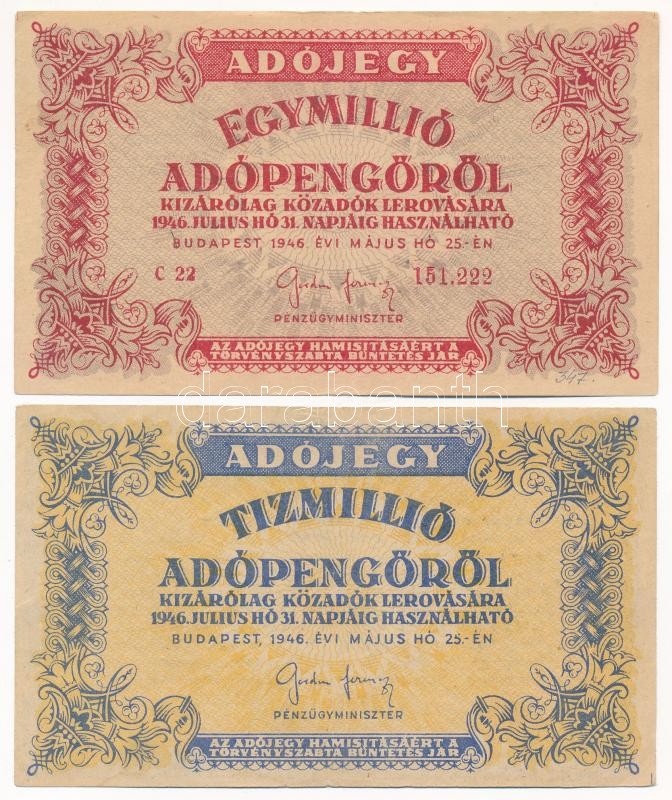 ADÓJEGY
EGYMILLIÓ
ADÓPENGŐRŐL
KIZÁRÓLAG KÖZADÓK LEROVÁSÁRA
1946. JULIUS HÓ 31. NAPJÁIG HASZNÁLHATÓ
BUDAPEST, 1946. ÉVI MÁJUS HÓ 25.-ÉN
C 22 151.222
PÉNZÜGYMINISZTER
AZ ADÓJEGY HAMISITÁSÁÉRT A
TÖRVÉNYSZABTA BÜNTETÉS JÁR
347.
darabanth
ADÓJEGY
TIZMILLIÓ
ADÓPENGŐRŐL
KIZÁRÓLAG KÖZADÓK LEROVÁSÁRA
1946. JULIUS HÓ 31. NAPJÁIG HASZNÁLHATÓ
BUDAPEST, 1946. ÉVI MÁJUS HÓ 25.-ÉN
PÉNZÜGYMINISZTER
AZ ADÓJEGY HAMISITÁSÁÉRT A
TÖRVÉNYSZABTA BÜNTETÉS JÁR